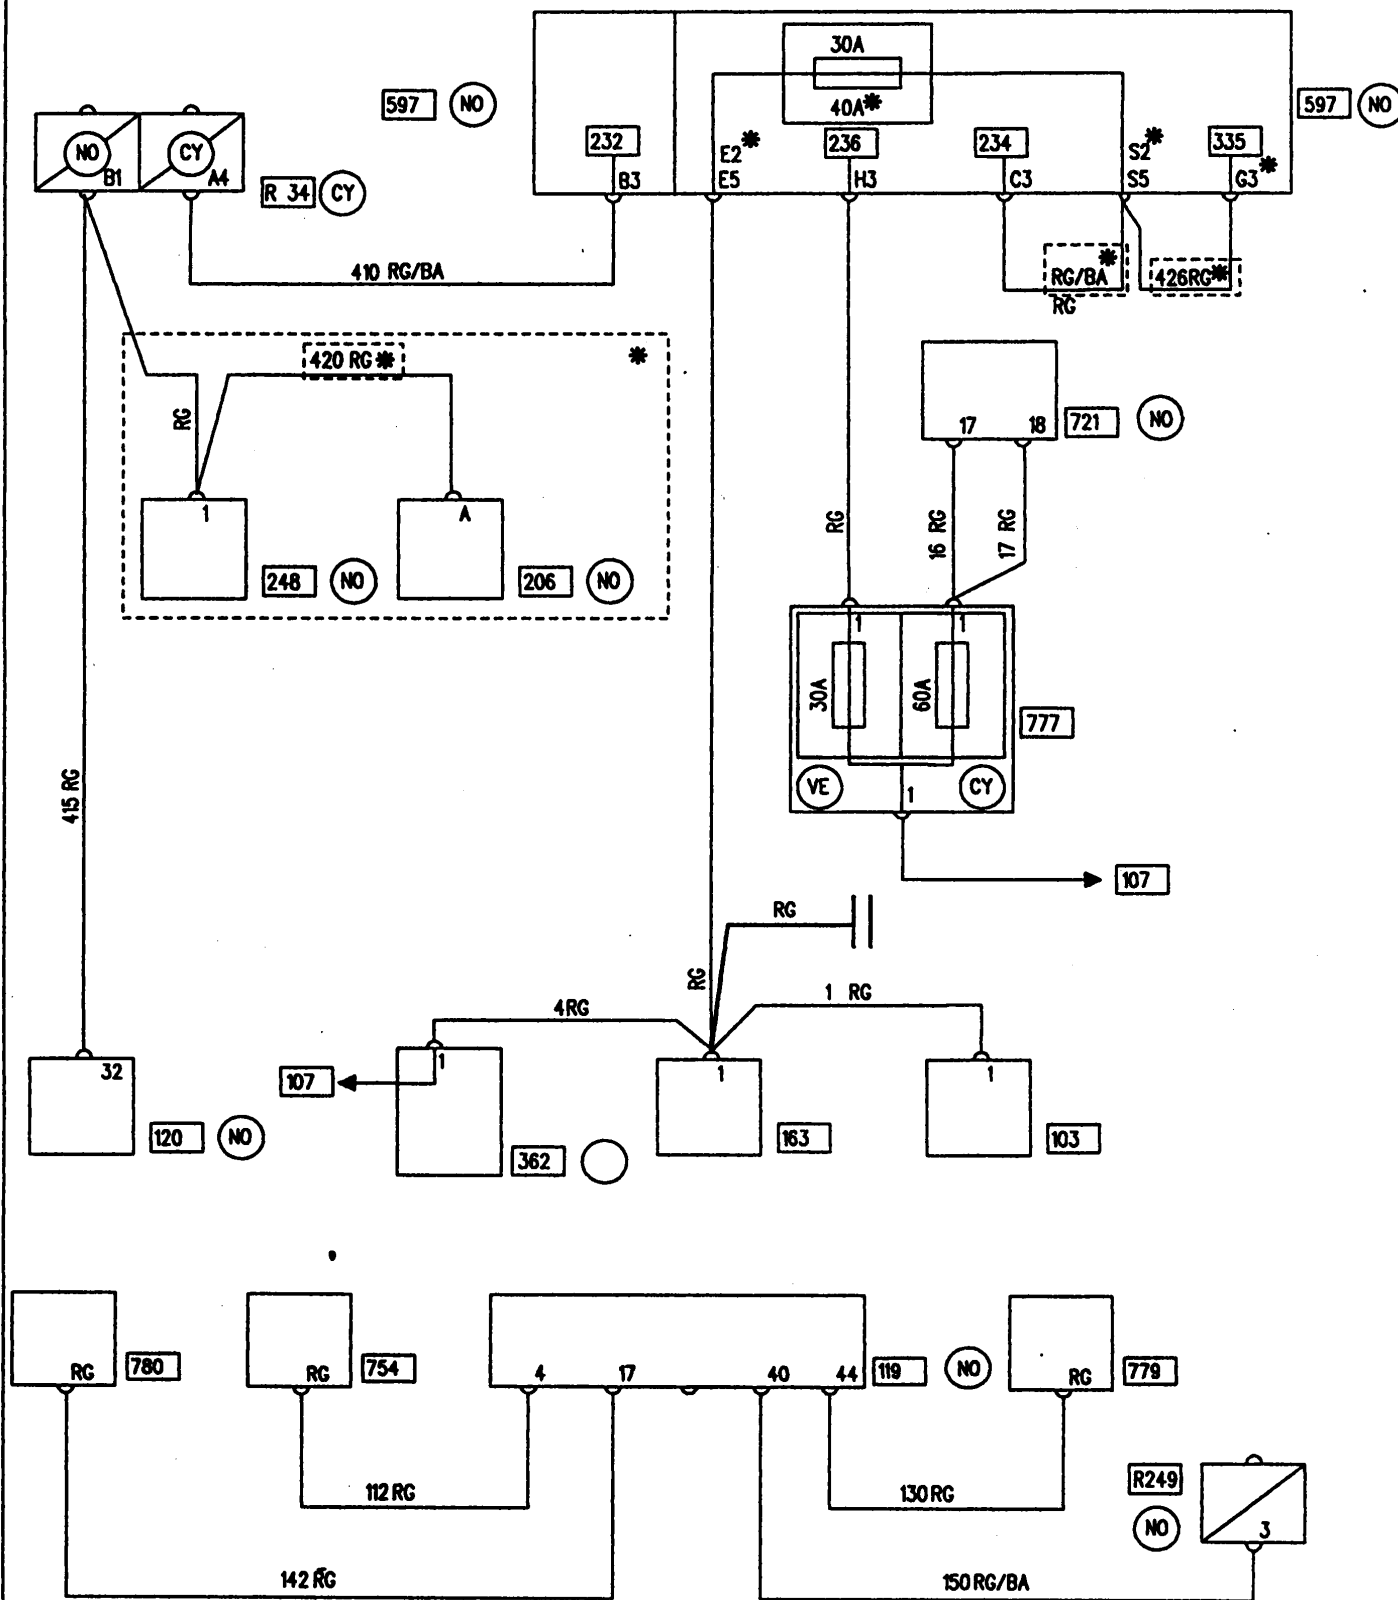 30A
40A*
597
NO
597
NO
232
236
234
335
NO
CY
B1
A4
R 34
CY
E2*
S2*
*
B3
E5
H3
C3
S5
G3
410 RG/BA
*
RG/BA
RG
426RG*
420 RG*
*
RG
17
18
721
NO
1
A
RG
16 RG
17 RG
248
NO
206
NO
1
1
30A
60A
777
VE
CY
1
415 RG
107
RG
RG
4RG
1 RG
32
1
1
1
107
120
NO
362
163
103
RG
780
RG
754
4
17
40
44
119
NO
RG
779
112 RG
130 RG
R249
NO
3
142 RG
150 RG/BA